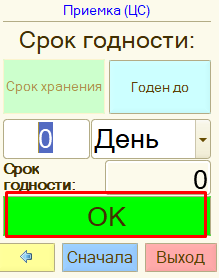 Приемка (ЦС)
Срок годности:
Срок хранения Годен до
0 День
Срок годности: 0
OK
Сначала Выход